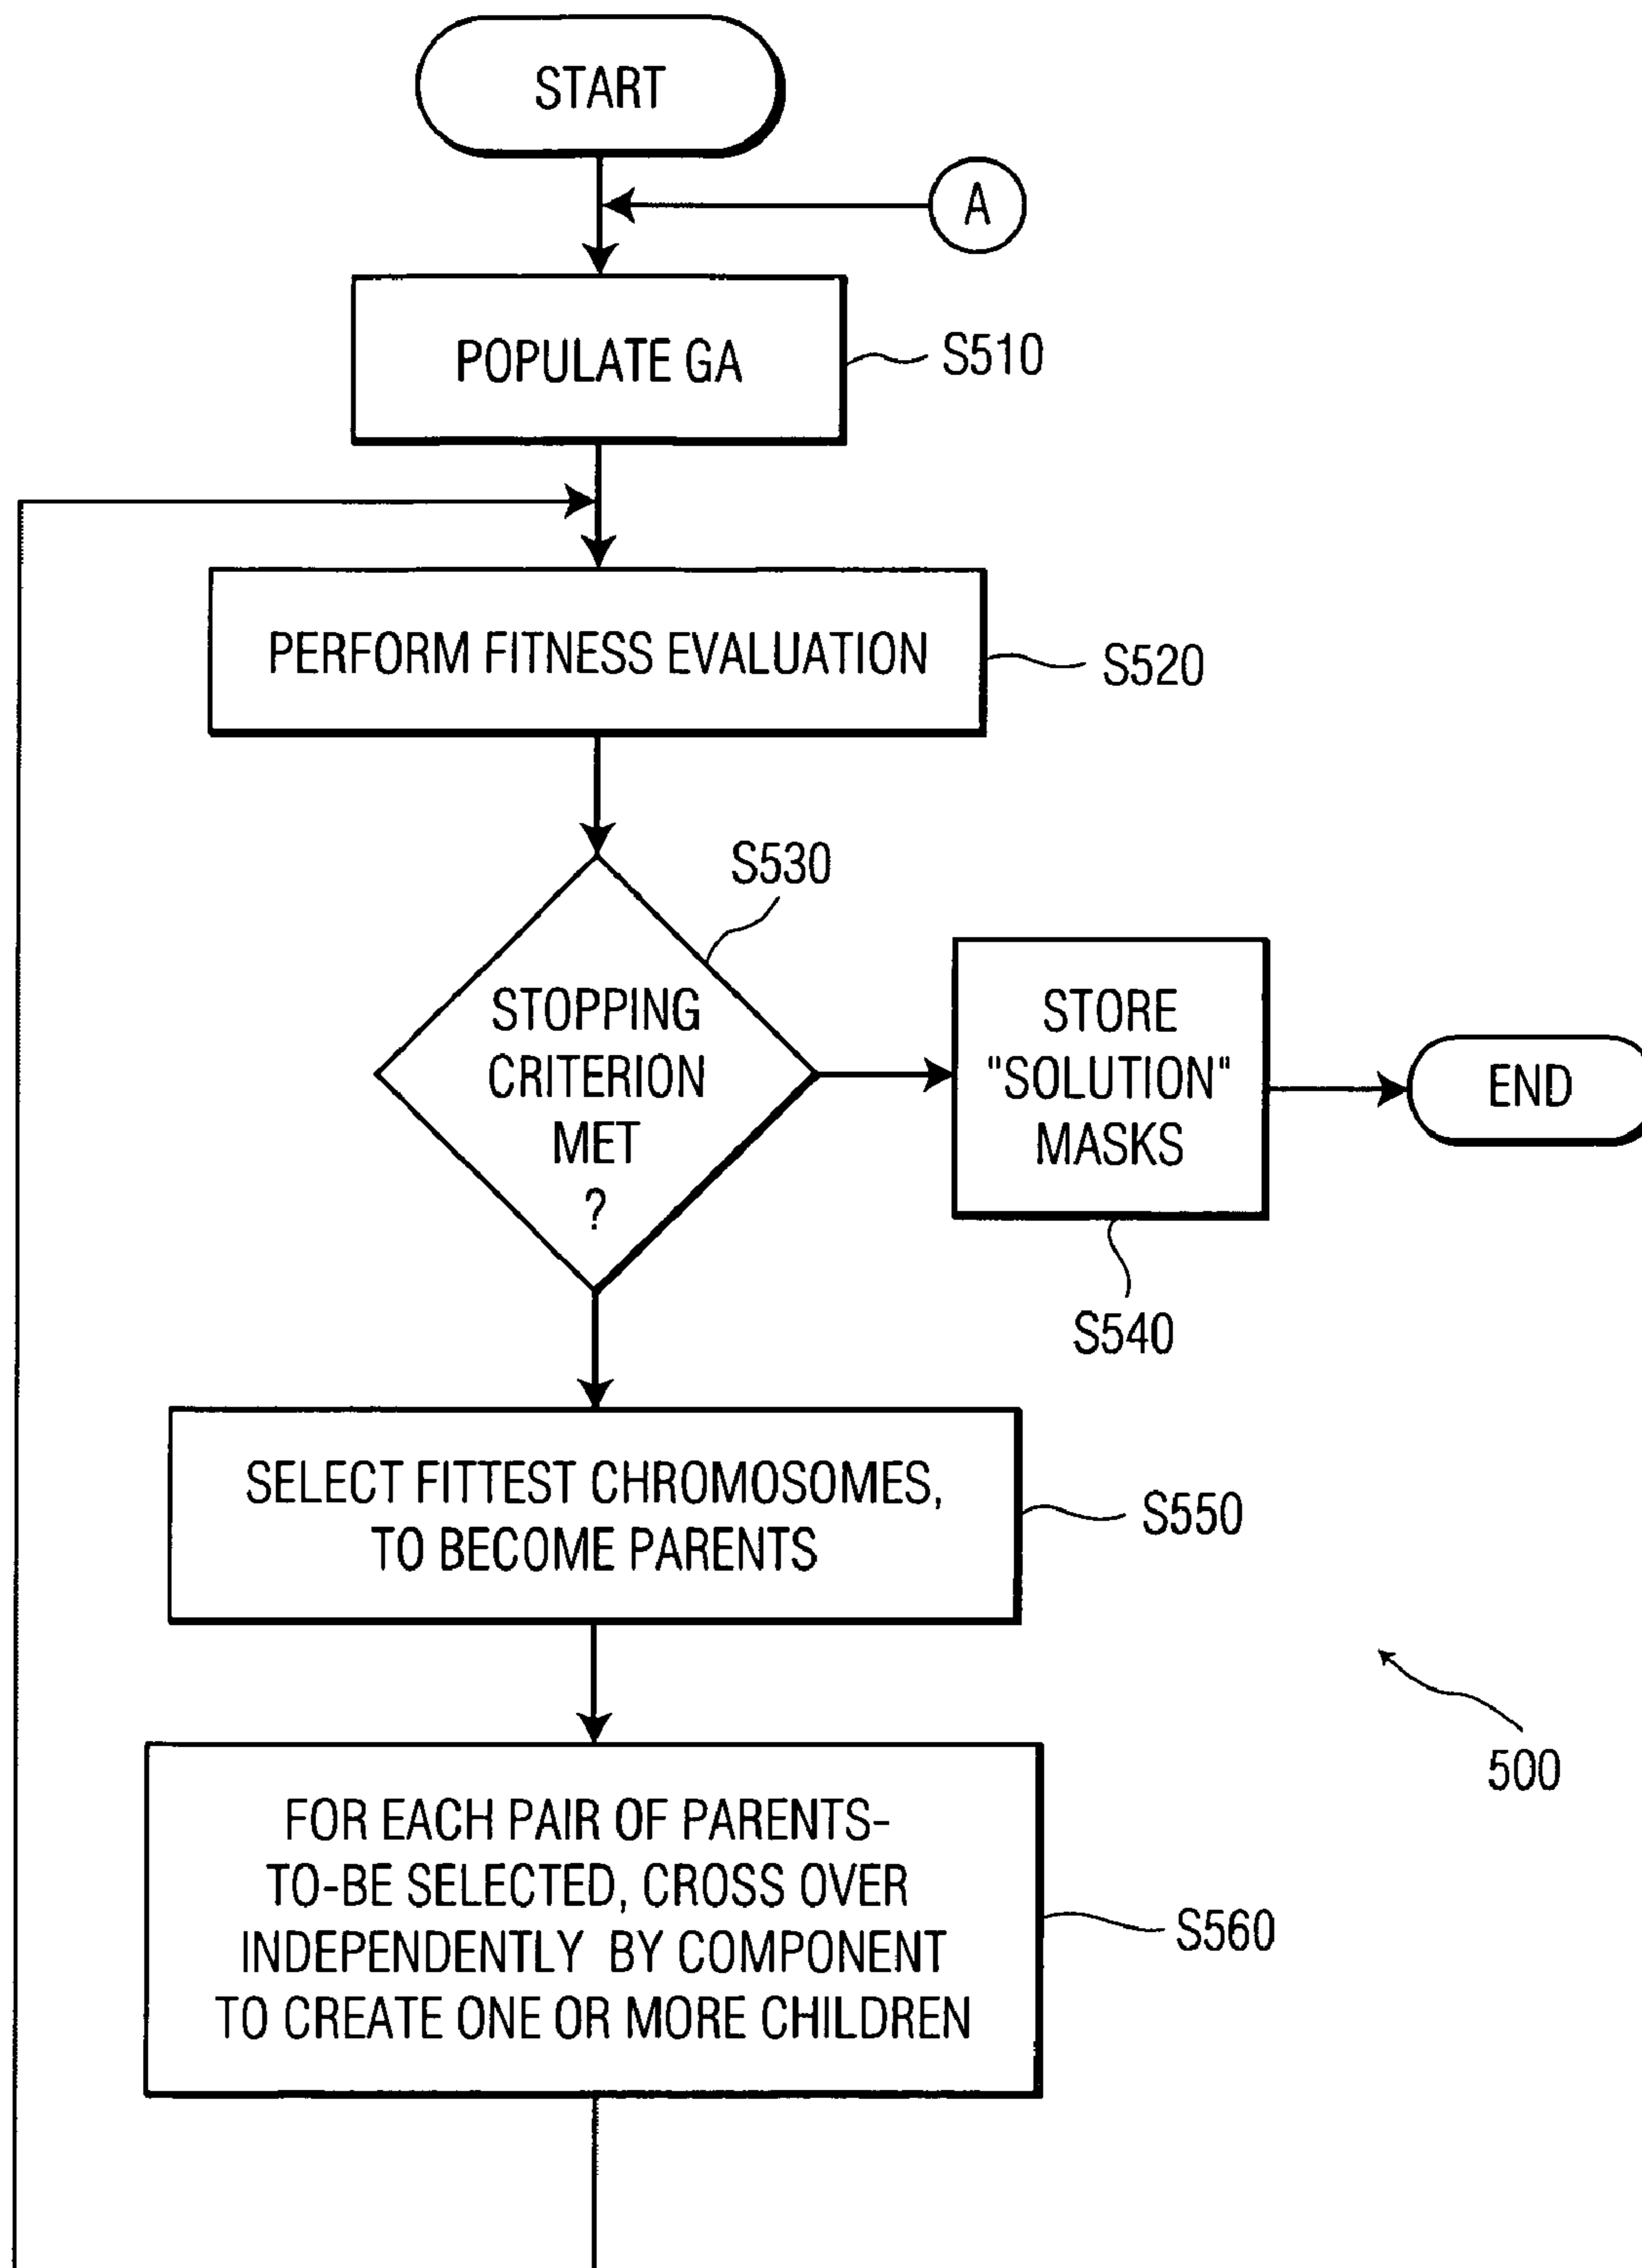 START
A
POPULATE GA
S510
PERFORM FITNESS EVALUATION
S520
S530
STOPPING
CRITERION
MET
?
STORE
"SOLUTION"
MASKS
END
S540
SELECT FITTEST CHROMOSOMES,
TO BECOME PARENTS
S550
500
FOR EACH PAIR OF PARENTS-
TO-BE SELECTED, CROSS OVER
INDEPENDENTLY BY COMPONENT
TO CREATE ONE OR MORE CHILDREN
S560